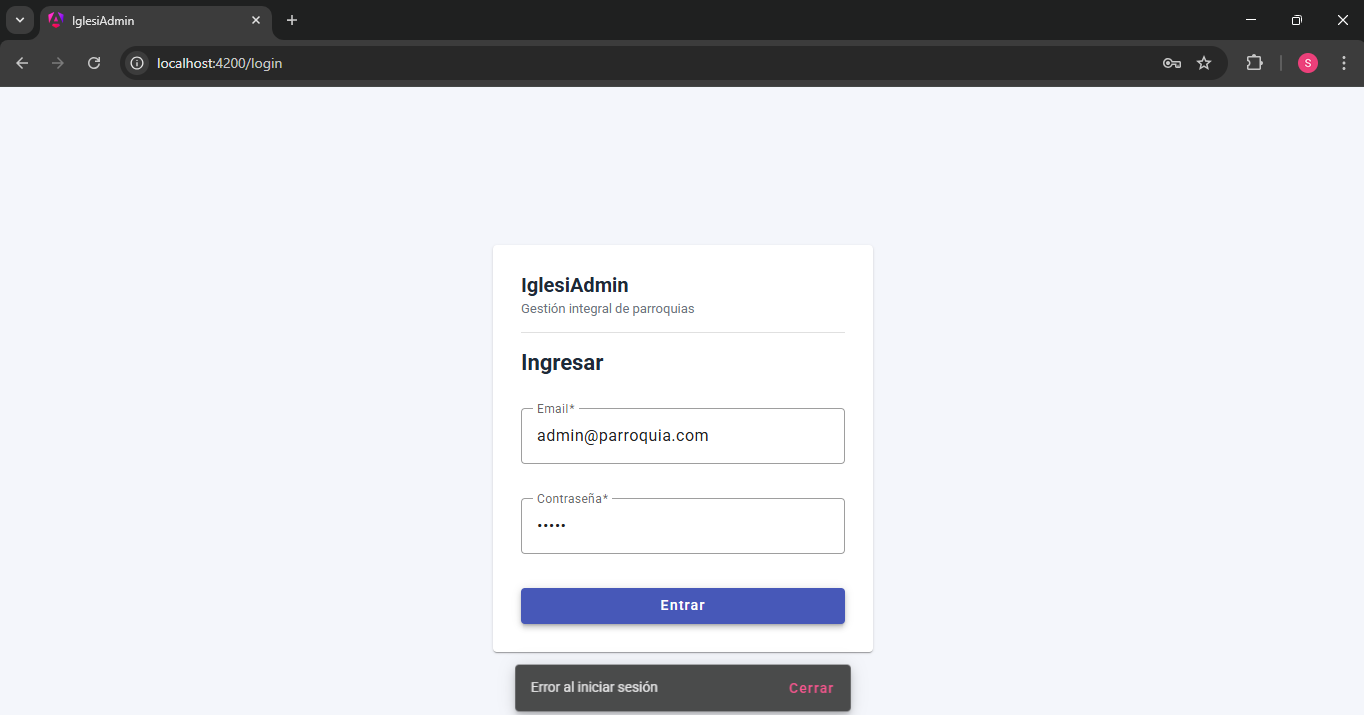 IglesiAdmin
localhost:4200/login
S
IglesiAdmin
Gestión integral de parroquias
Ingresar
Email*
admin@parroquia.com
Contraseña*
•••••
Entrar
Error al iniciar sesión
Cerrar